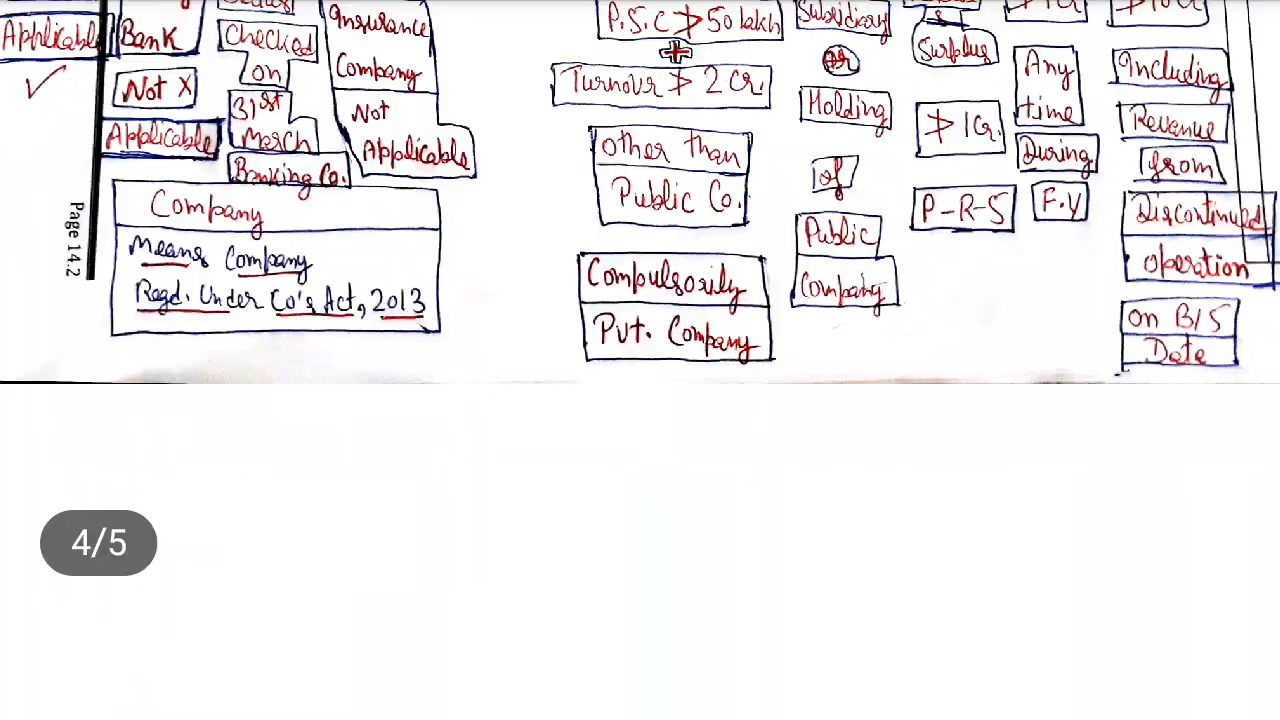 Applicable
Bank
Not X
Applicable
Checked
on
31st
March
Banking Co.
Insurance
Company
Not
Applicable
Company
Means Company
Regd. Under Co's Act, 2013
Page 14.2
P.S.C ≯ 50 lakh
+
Turnover ≯ 2 Cr.
other than
Public Co.
Compulsorily
Pvt. Company
Subsidiary
or
Holding
of
Public
Company
Surplus
≯ 1 Cr.
P-R-S
Any
time
During
F.Y
Including
Revenue
from
Discontinued
operation
on B/S
Date
4/5